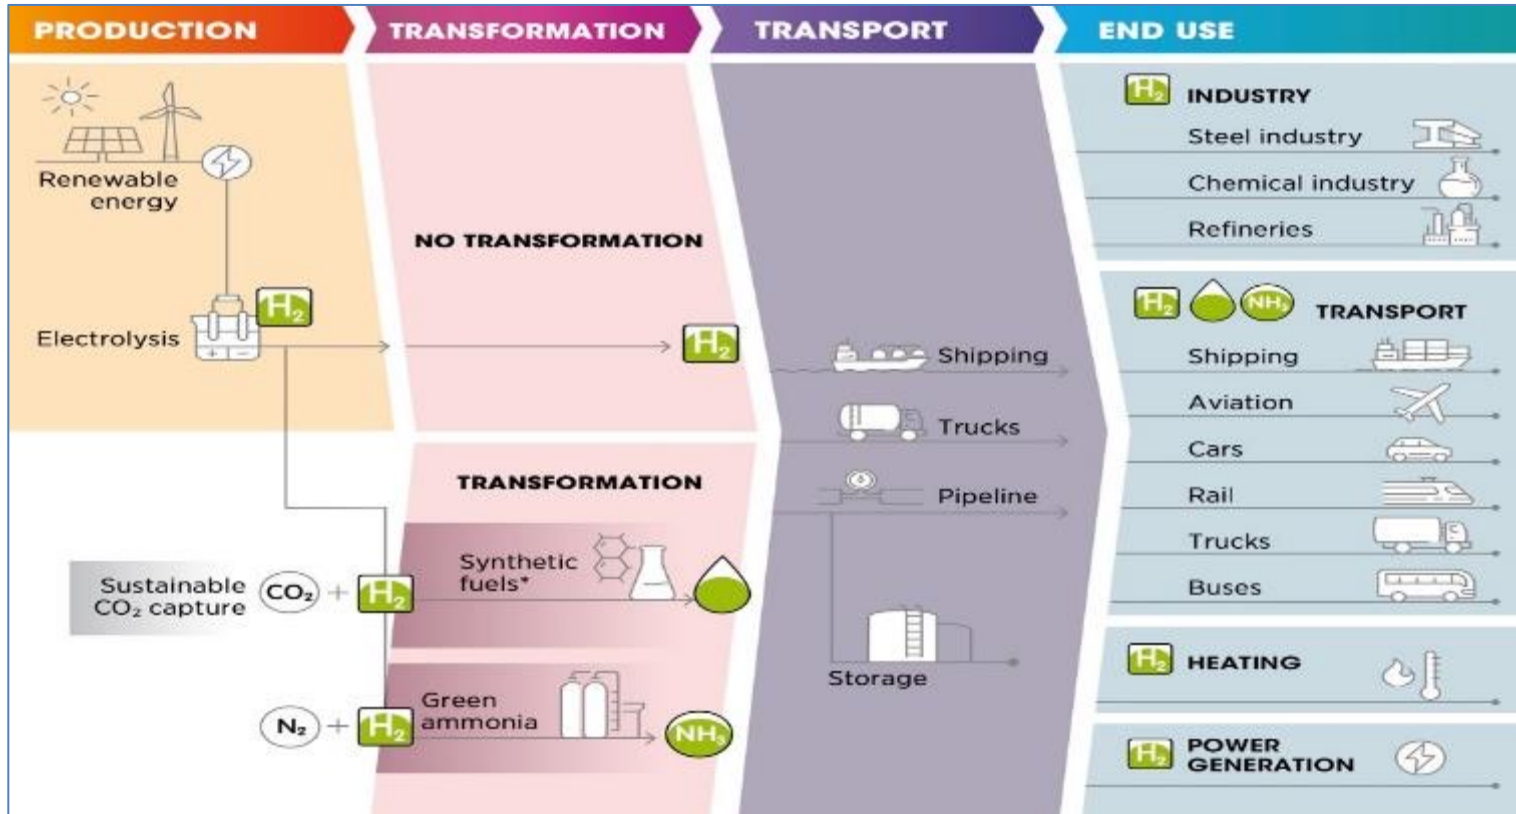 PRODUCTION
TRANSFORMATION
TRANSPORT
END USE
Renewable
energy
Electrolysis
H₂
NO TRANSFORMATION
H₂
TRANSFORMATION
Sustainable
CO₂ capture
CO₂ + H₂
Synthetic
fuels*
N₂ + H₂
Green
ammonia
NH₃
Shipping
Trucks
Pipeline
Storage
H₂ INDUSTRY
Steel industry
Chemical industry
Refineries
H₂ NH₃ TRANSPORT
Shipping
Aviation
Cars
Rail
Trucks
Buses
H₂ HEATING
H₂ POWER
GENERATION